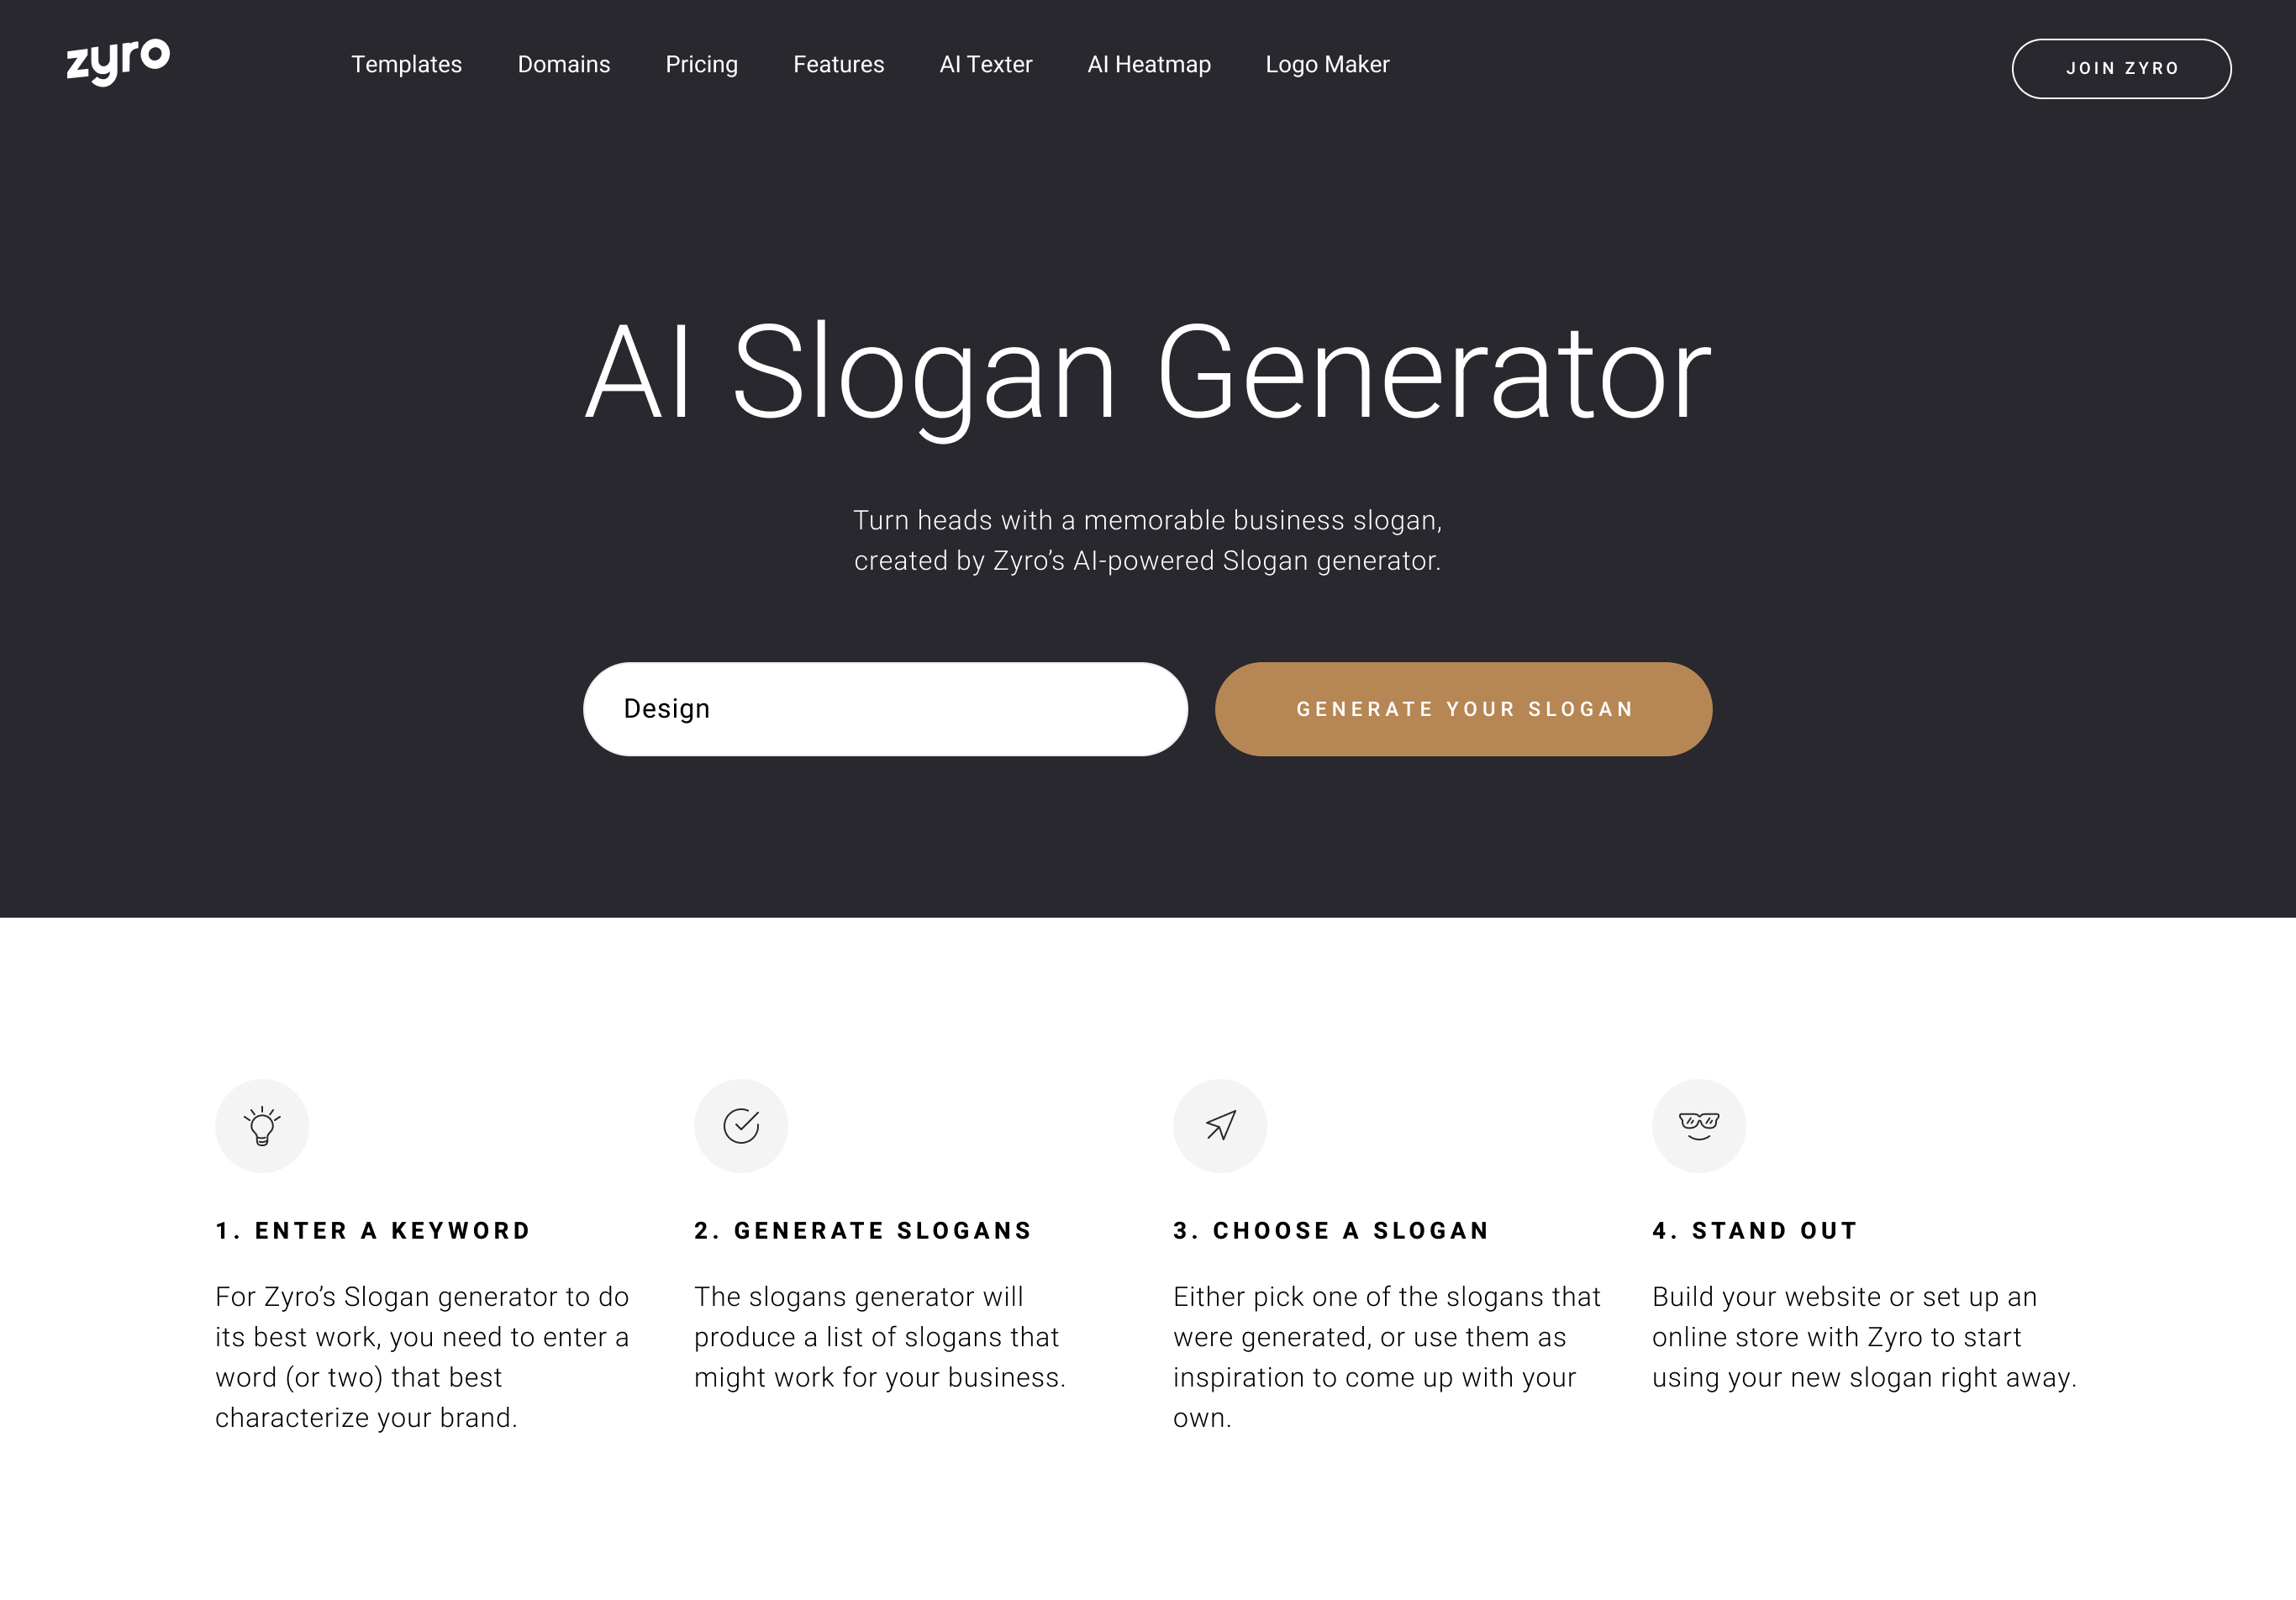 zyro
Templates
Domains
Pricing
Features
AI Texter
AI Heatmap
Logo Maker
JOIN ZYRO
AI Slogan Generator
Turn heads with a memorable business slogan,
created by Zyro’s AI-powered Slogan generator.
Design
GENERATE YOUR SLOGAN
1. ENTER A KEYWORD
For Zyro’s Slogan generator to do
its best work, you need to enter a
word (or two) that best
characterize your brand.
2. GENERATE SLOGANS
The slogans generator will
produce a list of slogans that
might work for your business.
3. CHOOSE A SLOGAN
Either pick one of the slogans that
were generated, or use them as
inspiration to come up with your
own.
4. STAND OUT
Build your website or set up an
online store with Zyro to start
using your new slogan right away.